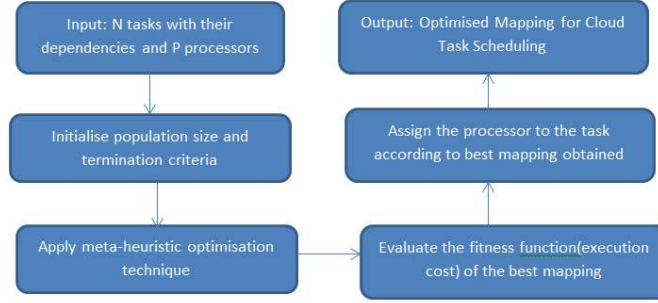 Input: N tasks with their
dependencies and P processors
Initialise population size and
termination criteria
Apply meta-heuristic optimisation
technique
Evaluate the fitness function(execution
cost) of the best mapping
Assign the processor to the task
according to best mapping obtained
Output: Optimised Mapping for Cloud
Task Scheduling